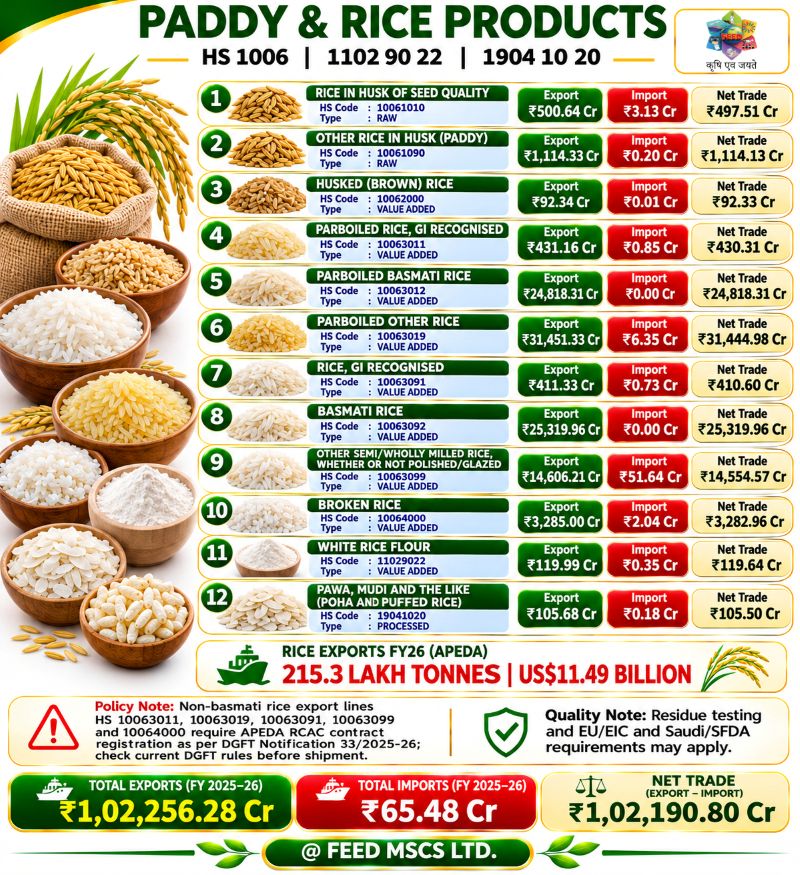 PADDY & RICE PRODUCTS
HS 1006 | 1102 90 22 | 1904 10 20
FEED
कृषि एवं जयते
1 RICE IN HUSK OF SEED QUALITY
HS Code : 10061010
Type : RAW
Export ₹500.64 Cr
Import ₹3.13 Cr
Net Trade ₹497.51 Cr
2 OTHER RICE IN HUSK (PADDY)
HS Code : 10061090
Type : RAW
Export ₹1,114.33 Cr
Import ₹0.20 Cr
Net Trade ₹1,114.13 Cr
3 HUSKED (BROWN) RICE
HS Code : 10062000
Type : VALUE ADDED
Export ₹92.34 Cr
Import ₹0.01 Cr
Net Trade ₹92.33 Cr
4 PARBOILED RICE, GI RECOGNISED
HS Code : 10063011
Type : VALUE ADDED
Export ₹431.16 Cr
Import ₹0.85 Cr
Net Trade ₹430.31 Cr
5 PARBOILED BASMATI RICE
HS Code : 10063012
Type : VALUE ADDED
Export ₹24,818.31 Cr
Import ₹0.00 Cr
Net Trade ₹24,818.31 Cr
6 PARBOILED OTHER RICE
HS Code : 10063019
Type : VALUE ADDED
Export ₹31,451.33 Cr
Import ₹6.35 Cr
Net Trade ₹31,444.98 Cr
7 RICE, GI RECOGNISED
HS Code : 10063091
Type : VALUE ADDED
Export ₹411.33 Cr
Import ₹0.73 Cr
Net Trade ₹410.60 Cr
8 BASMATI RICE
HS Code : 10063092
Type : VALUE ADDED
Export ₹25,319.96 Cr
Import ₹0.00 Cr
Net Trade ₹25,319.96 Cr
9 OTHER SEMI/WHOLLY MILLED RICE,
WHETHER OR NOT POLISHED/GLAZED
HS Code : 10063099
Type : VALUE ADDED
Export ₹14,606.21 Cr
Import ₹51.64 Cr
Net Trade ₹14,554.57 Cr
10 BROKEN RICE
HS Code : 10064000
Type : VALUE ADDED
Export ₹3,285.00 Cr
Import ₹2.04 Cr
Net Trade ₹3,282.96 Cr
11 WHITE RICE FLOUR
HS Code : 11029022
Type : VALUE ADDED
Export ₹119.99 Cr
Import ₹0.35 Cr
Net Trade ₹119.64 Cr
12 PAWA, MUDI AND THE LIKE
(POHA AND PUFFED RICE)
HS Code : 19041020
Type : PROCESSED
Export ₹105.68 Cr
Import ₹0.18 Cr
Net Trade ₹105.50 Cr
RICE EXPORTS FY26 (APEDA)
215.3 LAKH TONNES | US$11.49 BILLION
Policy Note: Non-basmati rice export lines
HS 10063011, 10063019, 10063091, 10063099
and 10064000 require APEDA RCAC contract
registration as per DGFT Notification 33/2025-26;
check current DGFT rules before shipment.
Quality Note: Residue testing
and EU/EIC and Saudi/SFDA
requirements may apply.
TOTAL EXPORTS (FY 2025–26)
₹1,02,256.28 Cr
TOTAL IMPORTS (FY 2025–26)
₹65.48 Cr
NET TRADE
(EXPORT – IMPORT)
₹1,02,190.80 Cr
@ FEED MSCS LTD.